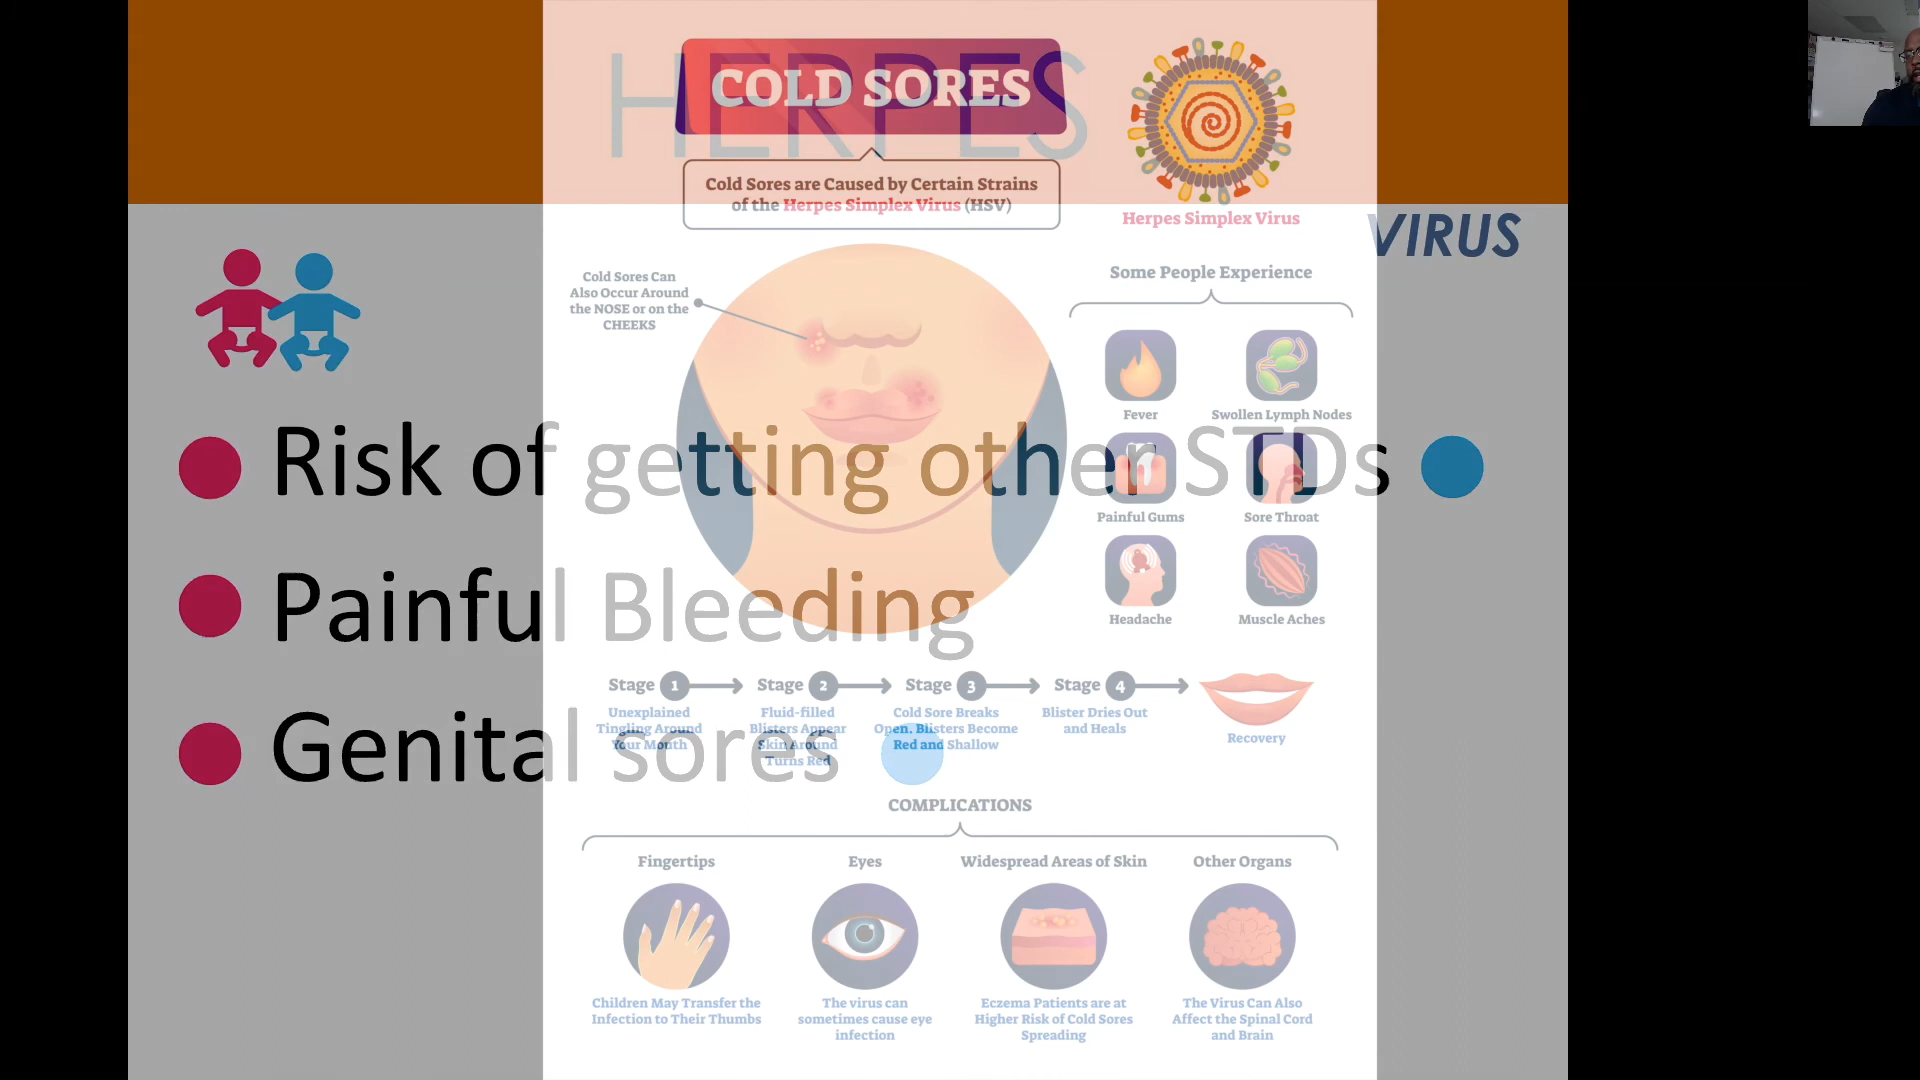 HERPES
COLD SORES
Cold Sores are Caused by Certain Strains
of the Herpes Simplex Virus (HSV)
Herpes Simplex Virus
VIRUS
Cold Sores Can
Also Occur Around
the NOSE or on the
CHEEKS
Some People Experience
Fever
Swollen Lymph Nodes
Painful Gums
Sore Throat
Headache
Muscle Aches
Risk of getting other STDs
Painful Bleeding
Genital sores
Stage 1
Unexplained
Tingling Around
Your Mouth
Stage 2
Fluid-filled
Blisters Appear
Skin Around
Turns Red
Stage 3
Cold Sore Breaks
Open. Blisters Become
Red and Shallow
Stage 4
Blister Dries Out
and Heals
Recovery
COMPLICATIONS
Fingertips
Children May Transfer the
Infection to Their Thumbs
Eyes
The virus can
sometimes cause eye
infection
Widespread Areas of Skin
Eczema Patients are at
Higher Risk of Cold Sores
Spreading
Other Organs
The Virus Can Also
Affect the Spinal Cord
and Brain